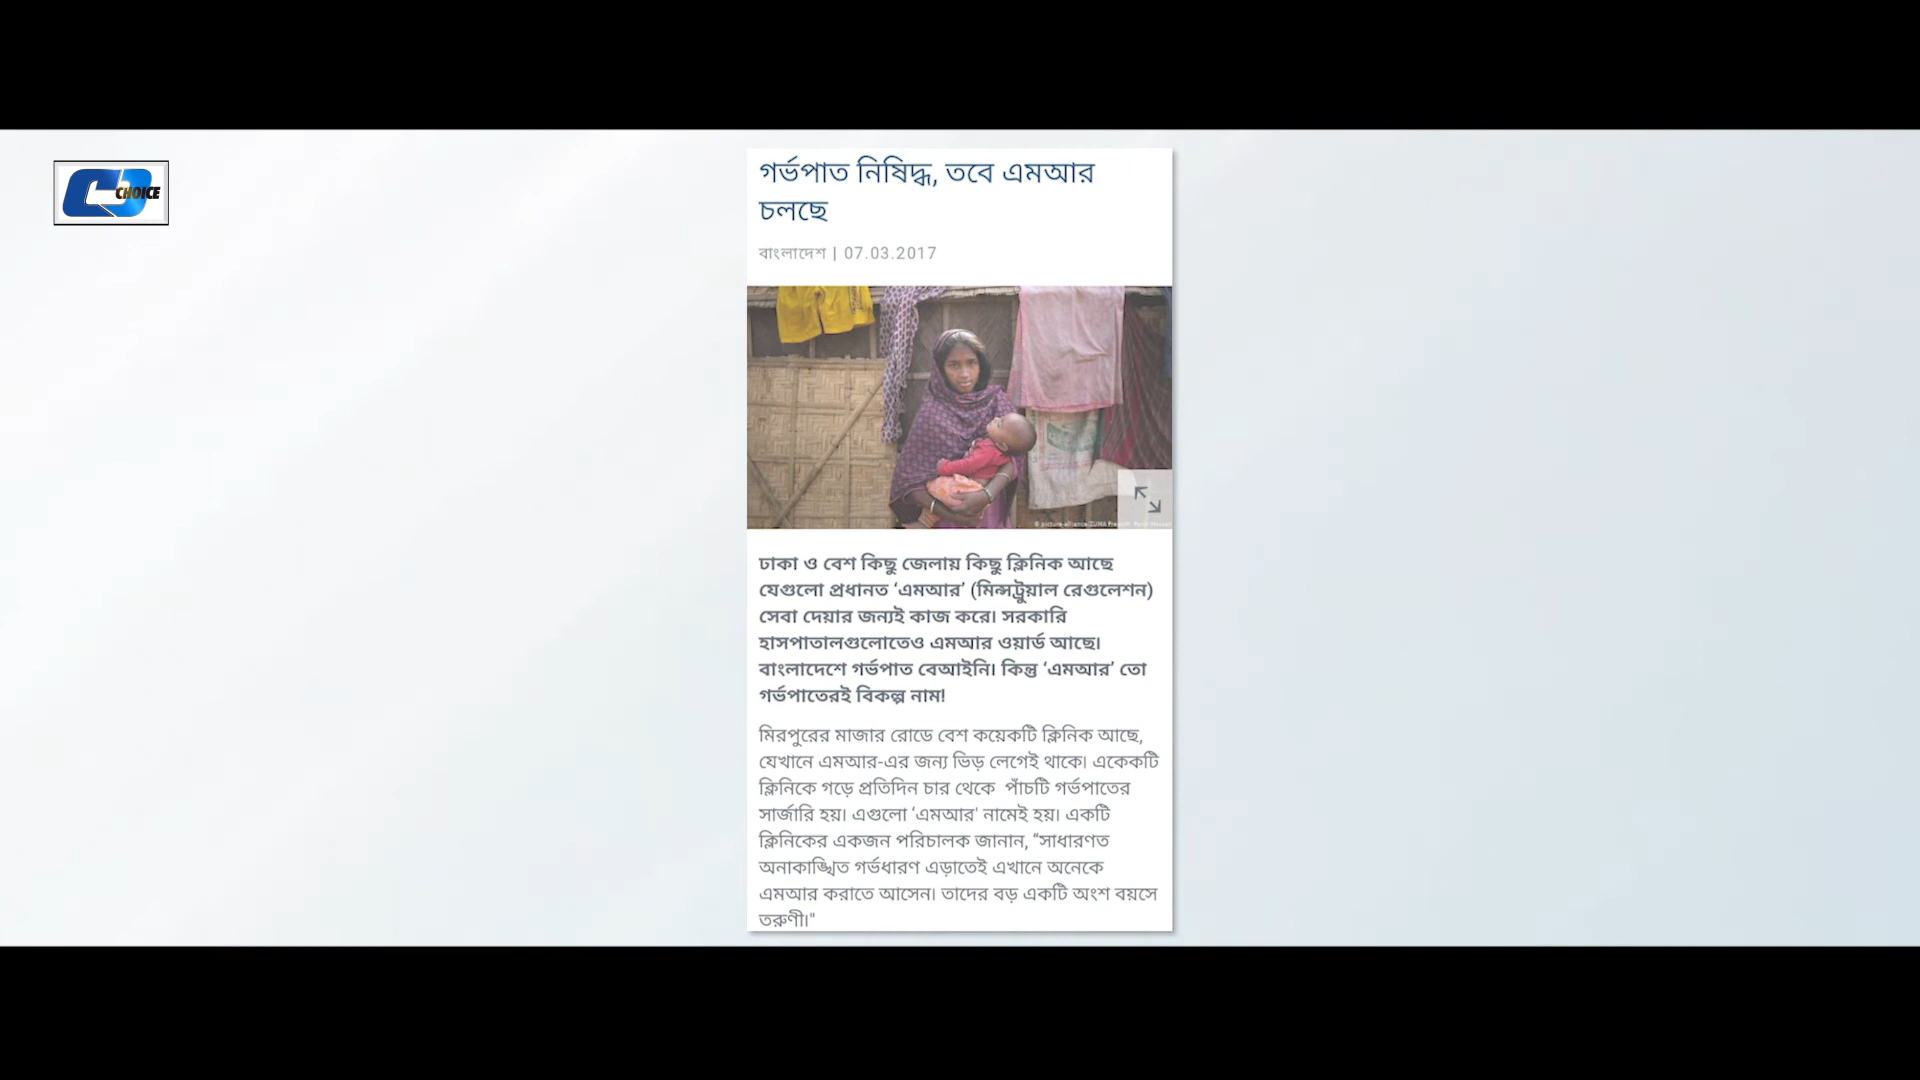 CHOICE
গর্ভপাত নিষিদ্ধ, তবে এমআর
চলছে
বাংলাদেশ | 07.03.2017
© picture-alliance/ZUMA
ঢাকা ও বেশ কিছু জেলায় কিছু ক্লিনিক আছে
যেগুলো প্রধানত ‘এমআর’ (মিন্সট্রুয়াল রেগুলেশন)
সেবা দেয়ার জন্যই কাজ করে। সরকারি
হাসপাতালগুলোতেও এমআর ওয়ার্ড আছে।
বাংলাদেশে গর্ভপাত বেআইনি। কিন্তু ‘এমআর’ তো
গর্ভপাতেরই বিকল্প নাম!
মিরপুরের মাজার রোডে বেশ কয়েকটি ক্লিনিক আছে,
যেখানে এমআর-এর জন্য ভিড় লেগেই থাকে। একেকটি
ক্লিনিকে গড়ে প্রতিদিন চার থেকে  পাঁচটি গর্ভপাতের
সার্জারি হয়। এগুলো ‘এমআর' নামেই হয়। একটি
ক্লিনিকের একজন পরিচালক জানান, “সাধারণত
অনাকাঙ্খিত গর্ভধারণ এড়াতেই এখানে অনেকে
এমআর করাতে আসেন। তাদের বড় একটি অংশ বয়সে
তরুণী।"